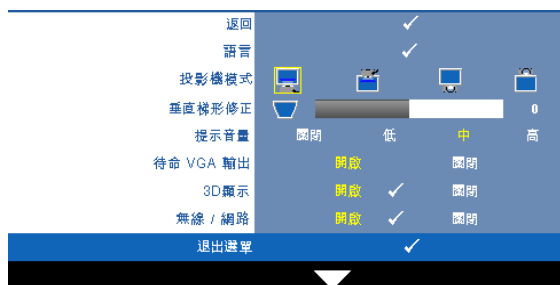 返回
語言
投影機模式
垂直梯形修正 0
提示音量 關閉 低 中 高
待命 VGA 輸出 開啟 關閉
3D顯示 開啟 關閉
無線 / 網路 開啟 關閉
退出選單